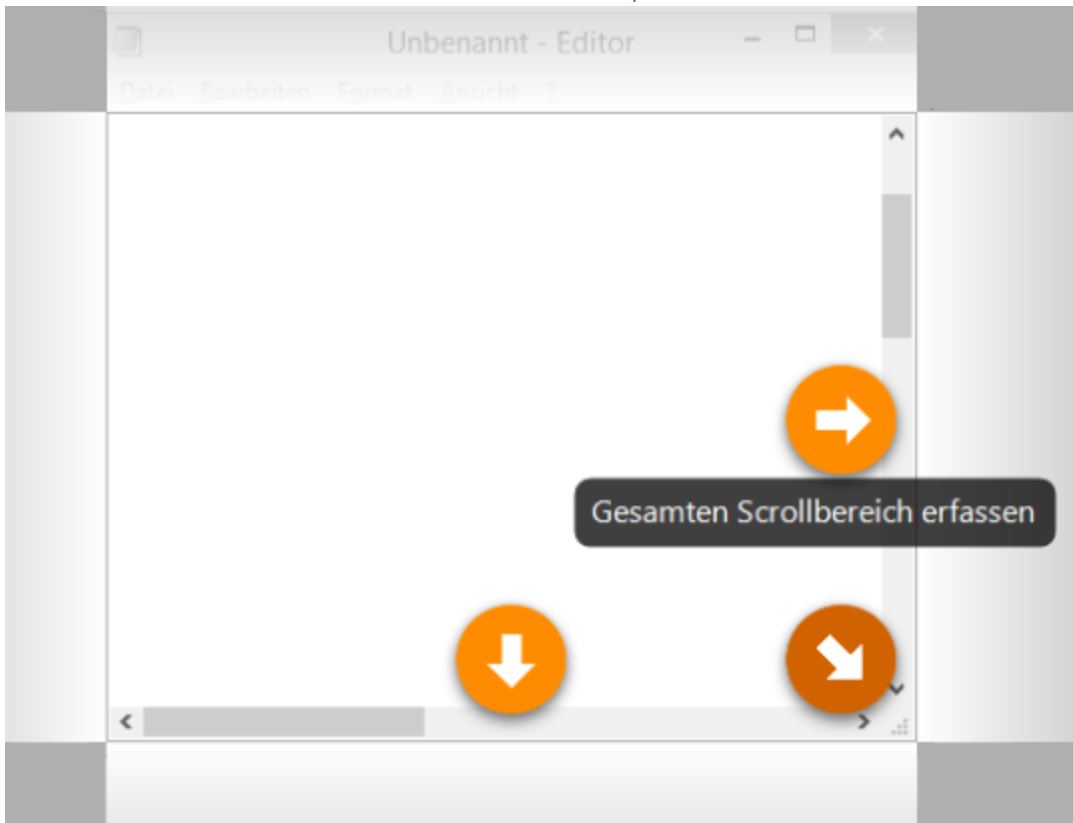 Unbenannt - Editor
Datei Bearbeiten Format Ansicht ?
Gesamten Scrollbereich erfassen